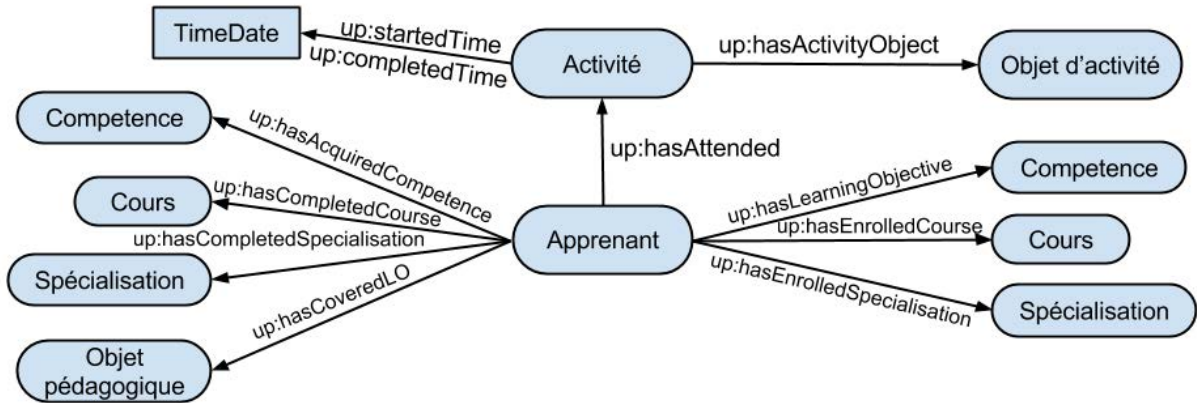 TimeDate
up:startedTime
up:completedTime
Activité
up:hasActivityObject
Objet d'activité
Competence
up:hasAcquiredCompetence
up:hasAttended
up:hasLearningObjective
Competence
Cours
up:hasCompletedCourse
Apprenant
up:hasEnrolledCourse
Cours
up:hasCompletedSpecialisation
Spécialisation
up:hasEnrolledSpecialisation
Spécialisation
up:hasCoveredLO
Objet
pédagogique